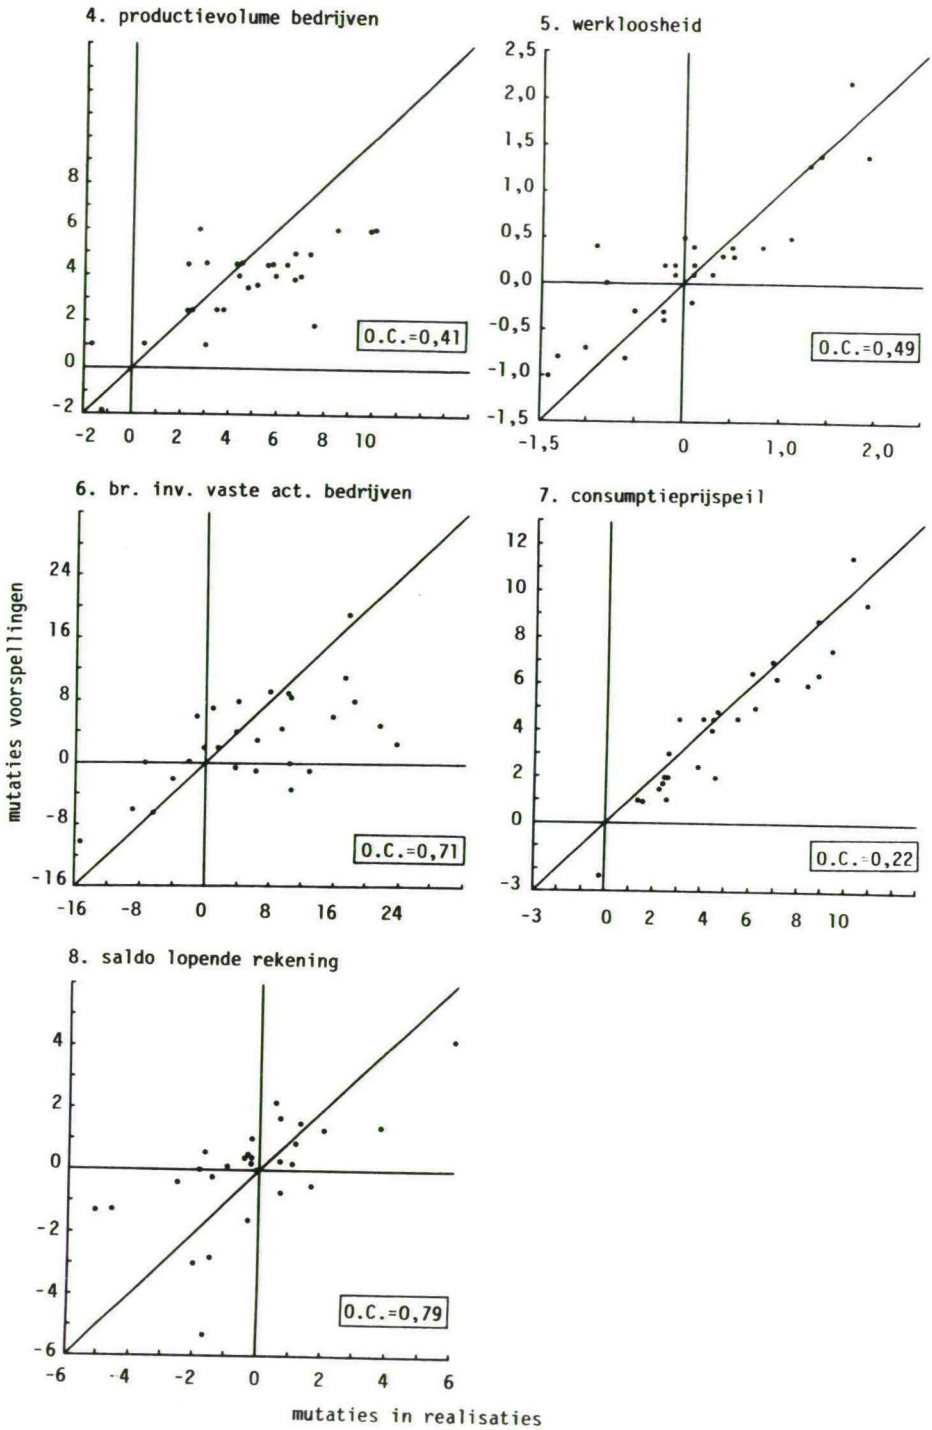 4. productievolume bedrijven
8
6
4
2
0
-2
-2 0 2 4 6 8 10
O.C.=0,41
5. werkloosheid
2,5
2,0
1,5
1,0
0,5
0,0
-0,5
-1,0
-1,5
-1,5 0 1,0 2,0
O.C.=0,49
mutaties voorspellingen
6. br. inv. vaste act. bedrijven
24
16
8
0
-8
-16
-16 -8 0 8 16 24
O.C.=0,71
7. consumptieprijspeil
12
10
8
6
4
2
0
-3
-3 0 2 4 6 8 10
O.C.=0,22
8. saldo lopende rekening
4
2
0
-2
-4
-6
-6 -4 -2 0 2 4 6
O.C.=0,79
mutaties in realisaties